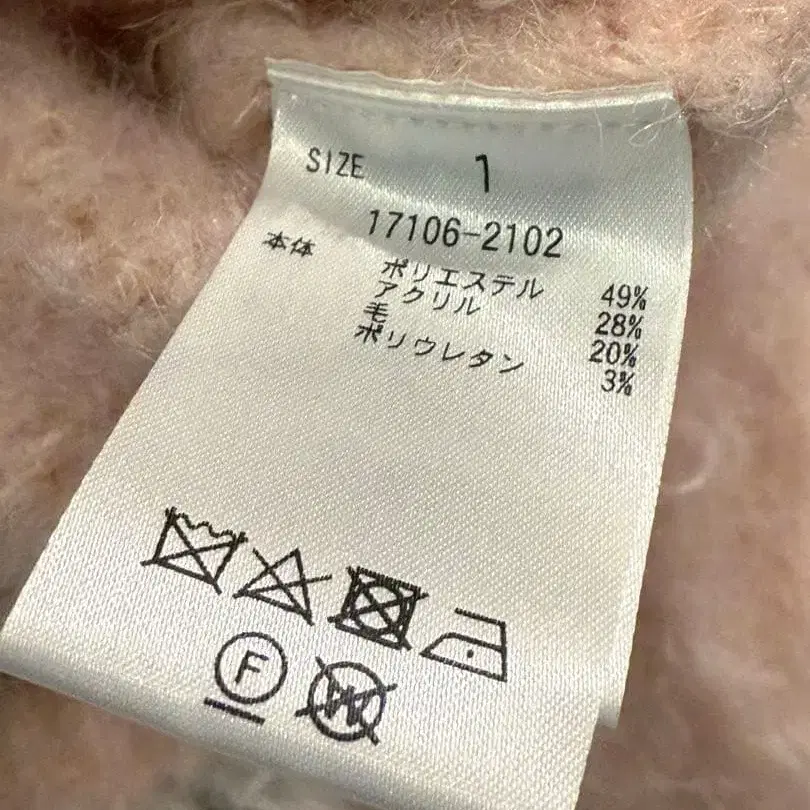 SIZE 1
17106-2102
本体 ポリエステル 49%
アクリル 28%
毛 20%
ポリウレタン 3%
F
W